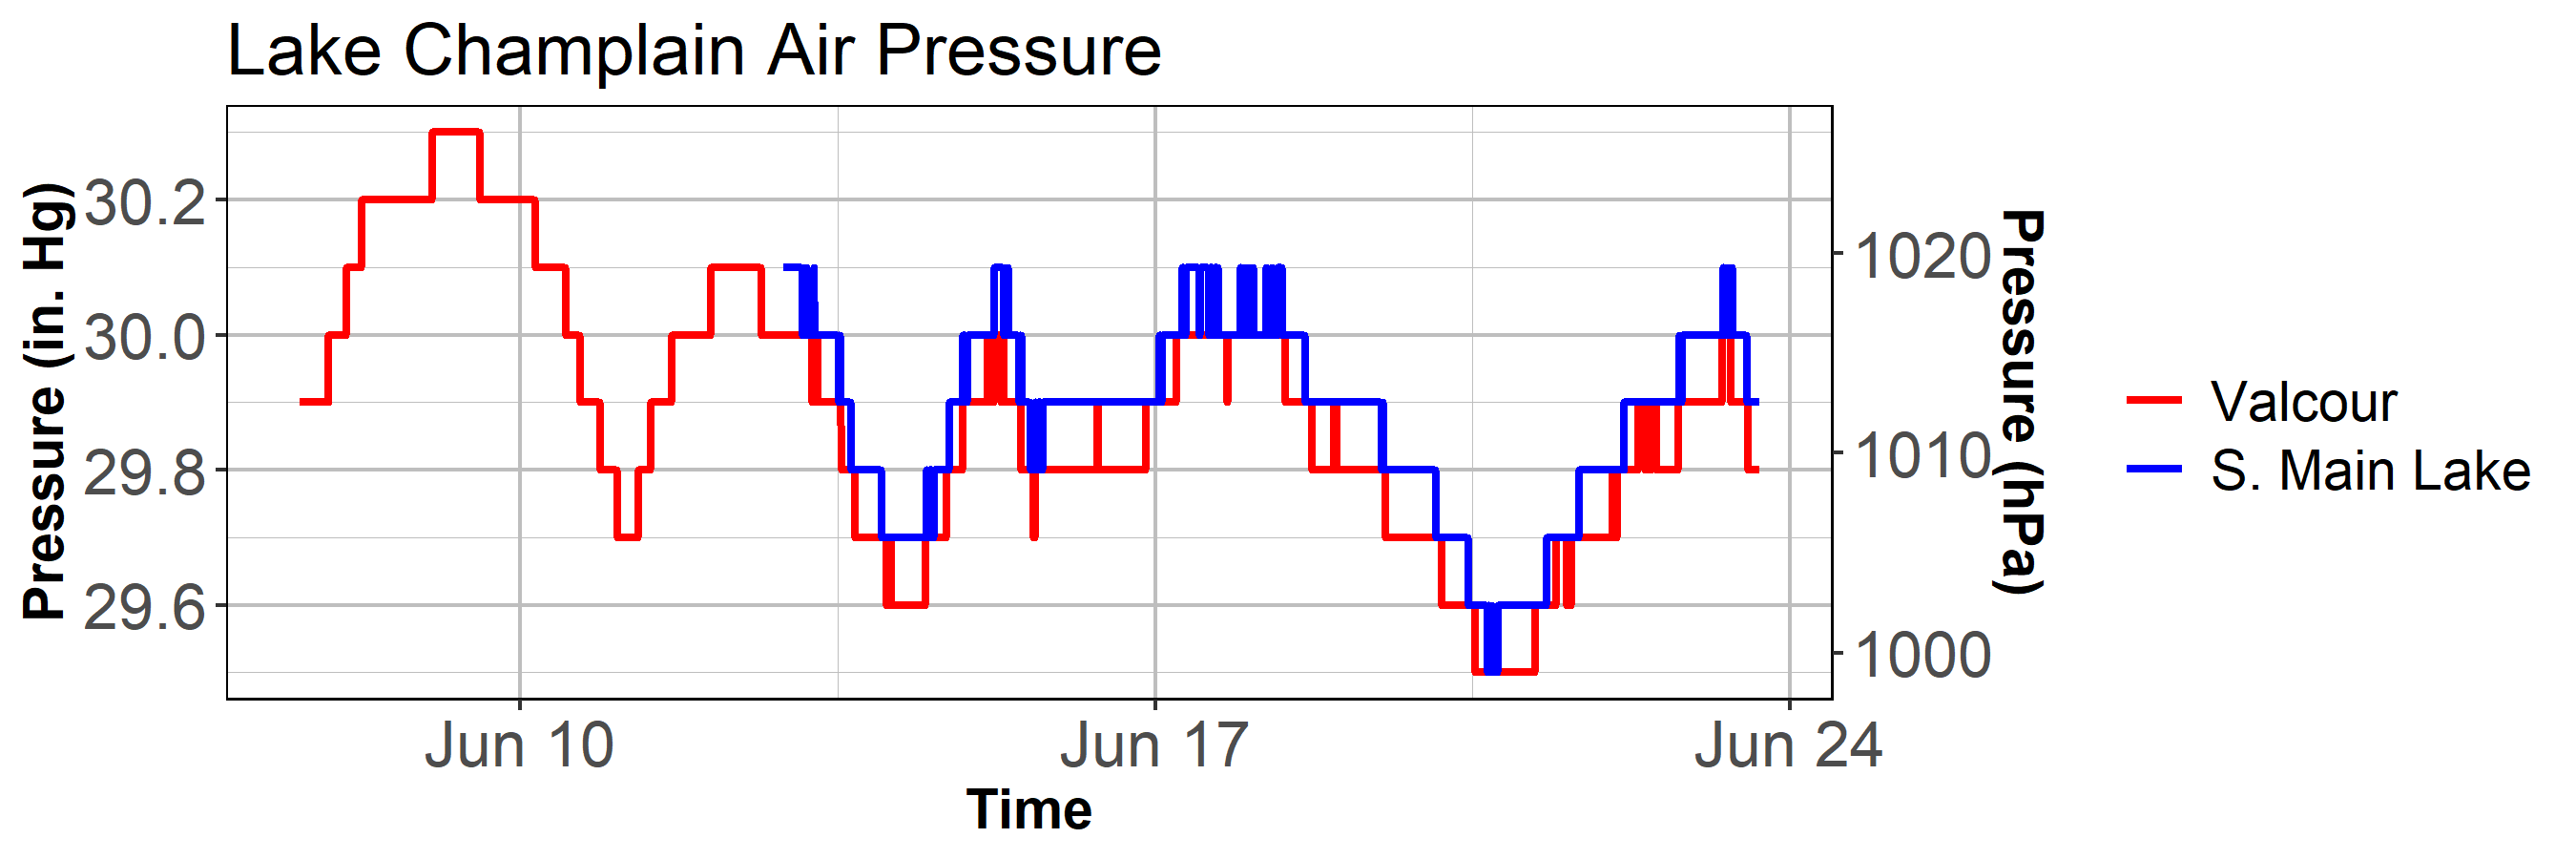 Lake Champlain Air Pressure
Pressure (in. Hg)
30.2
30.0
29.8
29.6
1020
1010
1000
Pressure (hPa)
Jun 10
Jun 17
Jun 24
Time
Valcour
S. Main Lake